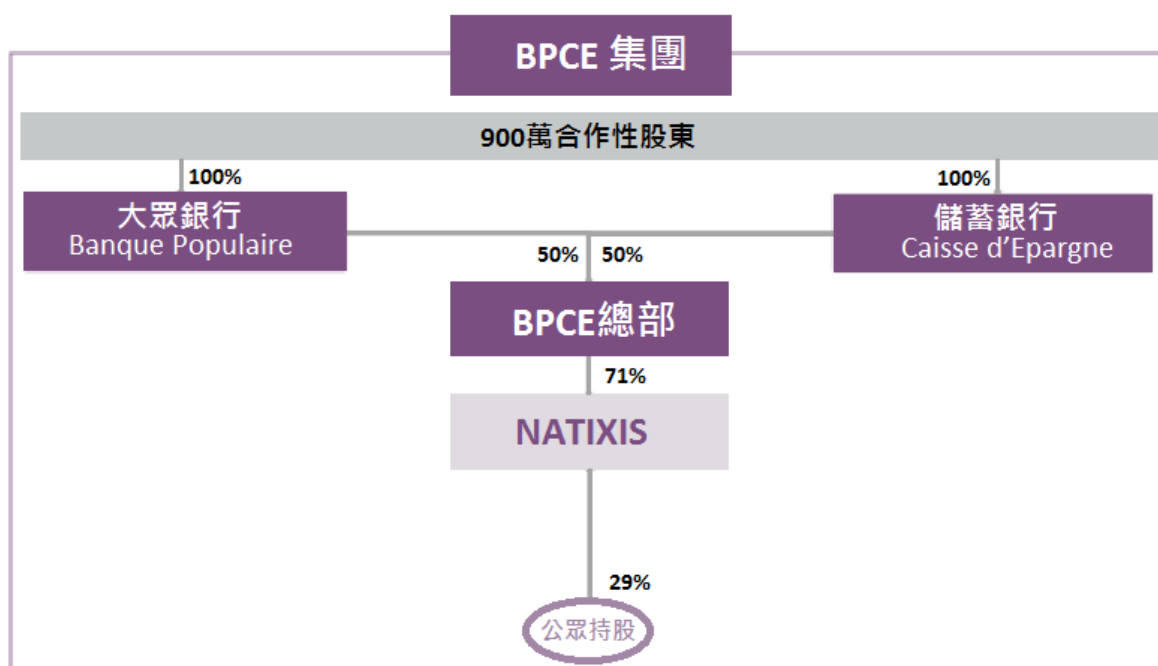 BPCE 集團
900萬合作性股東
100%
100%
大眾銀行
Banque Populaire
儲蓄銀行
Caisse d'Epargne
50% 50%
BPCE總部
71%
NATIXIS
29%
公眾持股